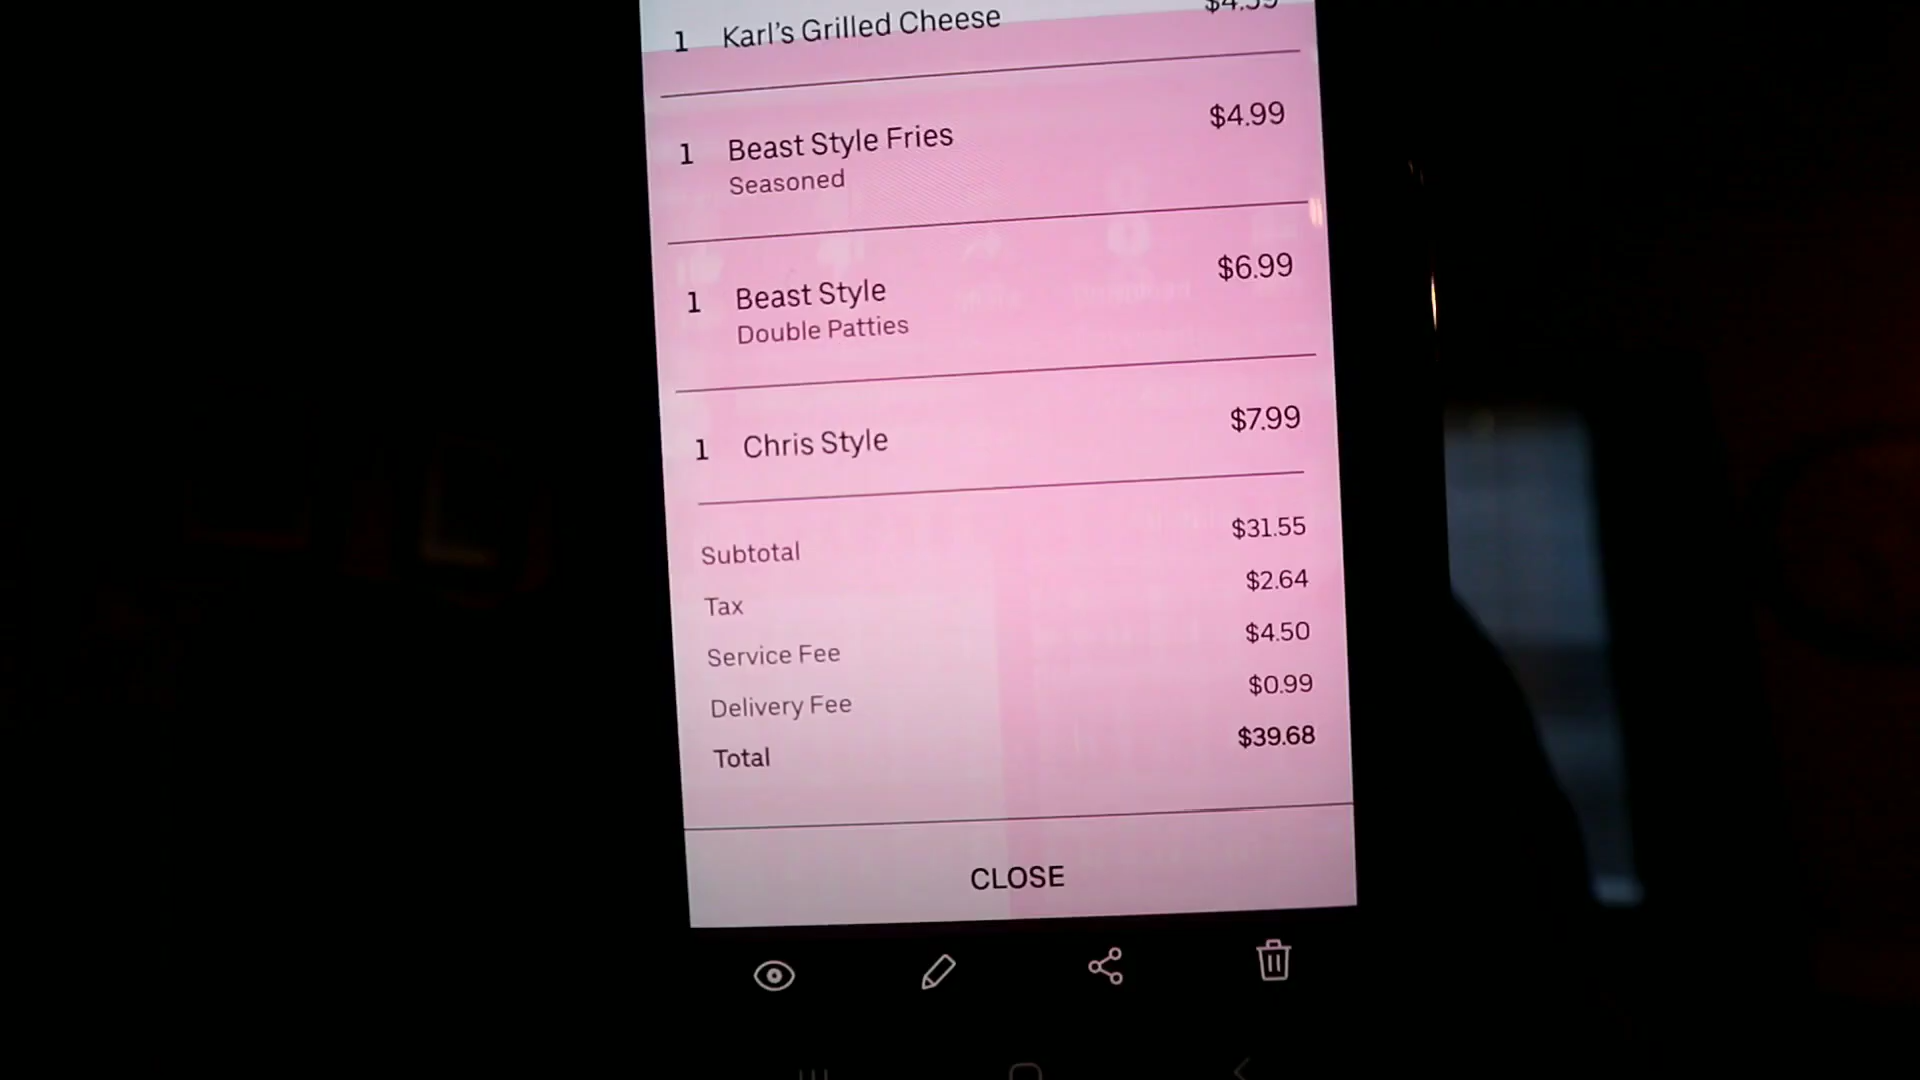 1 Karl's Grilled Cheese
1 Beast Style Fries $4.99
Seasoned
1 Beast Style $6.99
Double Patties
1 Chris Style $7.99
Subtotal $31.55
Tax $2.64
Service Fee $4.50
Delivery Fee $0.99
Total $39.68
CLOSE